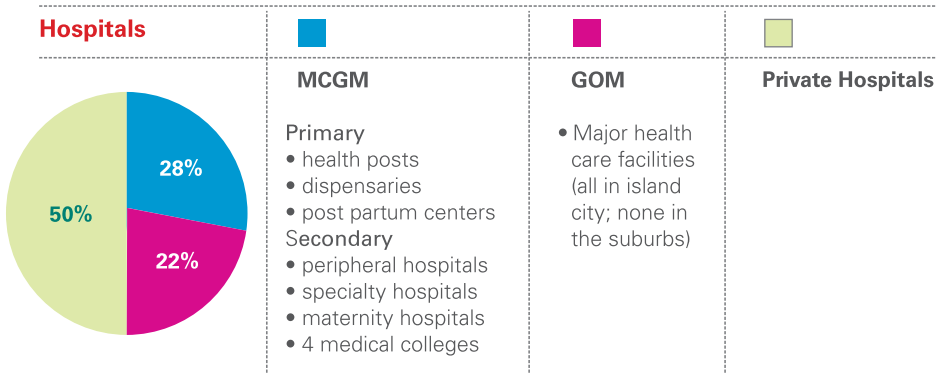 Hospitals
28%
50%
22%
MCGM
Primary
• health posts
• dispensaries
• post partum centers
Secondary
• peripheral hospitals
• specialty hospitals
• maternity hospitals
• 4 medical colleges
GOM
• Major health
care facilities
(all in island
city; none in
the suburbs)
Private Hospitals